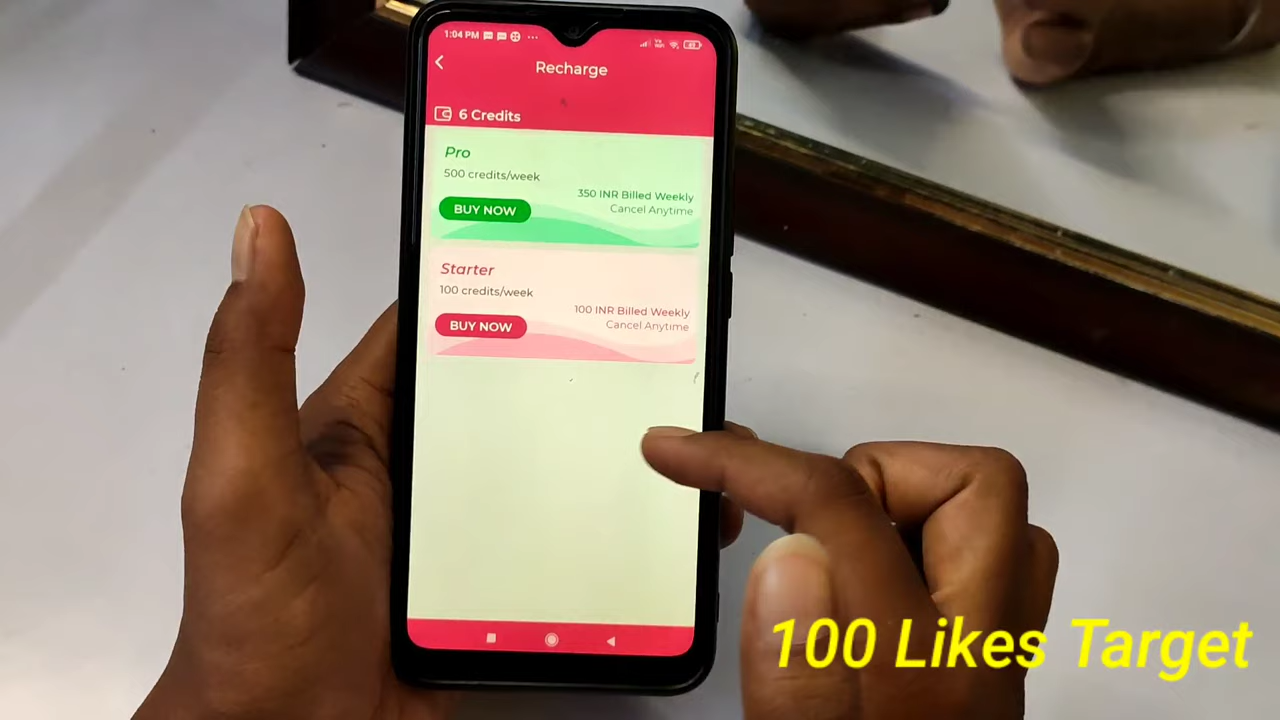 1:04 PM
Recharge
6 Credits
Pro
500 credits/week
350 INR Billed Weekly
BUY NOW
Cancel Anytime
Starter
100 credits/week
100 INR Billed Weekly
BUY NOW
Cancel Anytime
100 Likes Target